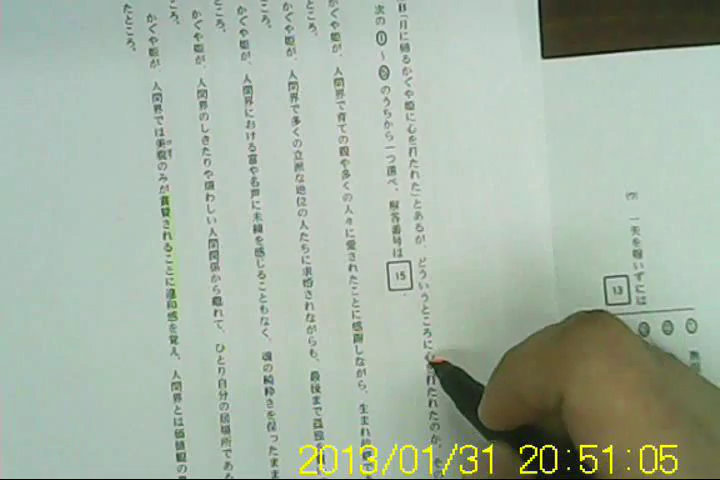 (ウ) 一天を報いずには
13
B「月に帰るかぐや姫に心を打たれた」とあるが、どういうところに心を打たれたのか。そ
次の①〜⑤のうちから一つ選べ。解答番号は
15
かぐや姫が、人間界で育ての親や多くの人々に愛されたことに感謝しながら、生まれ
ところ。
かぐや姫が、人間界で多くの立派な地位の人たちに求婚されながらも、最後まで孤独を
ころ。
かぐや姫が、人間界における富や名声に未練を感じることもなく、魂の純粋さを保ったまま
ころ。
かぐや姫が、人間界のしきたりや煩わしい人間関係から離れて、ひとり自分の居場所である
ころ。
かぐや姫が、人間界では美貌のみが賞賛されることに違和感を覚え、人間界とは価値観の
たところ。
2013/01/31 20:51:05